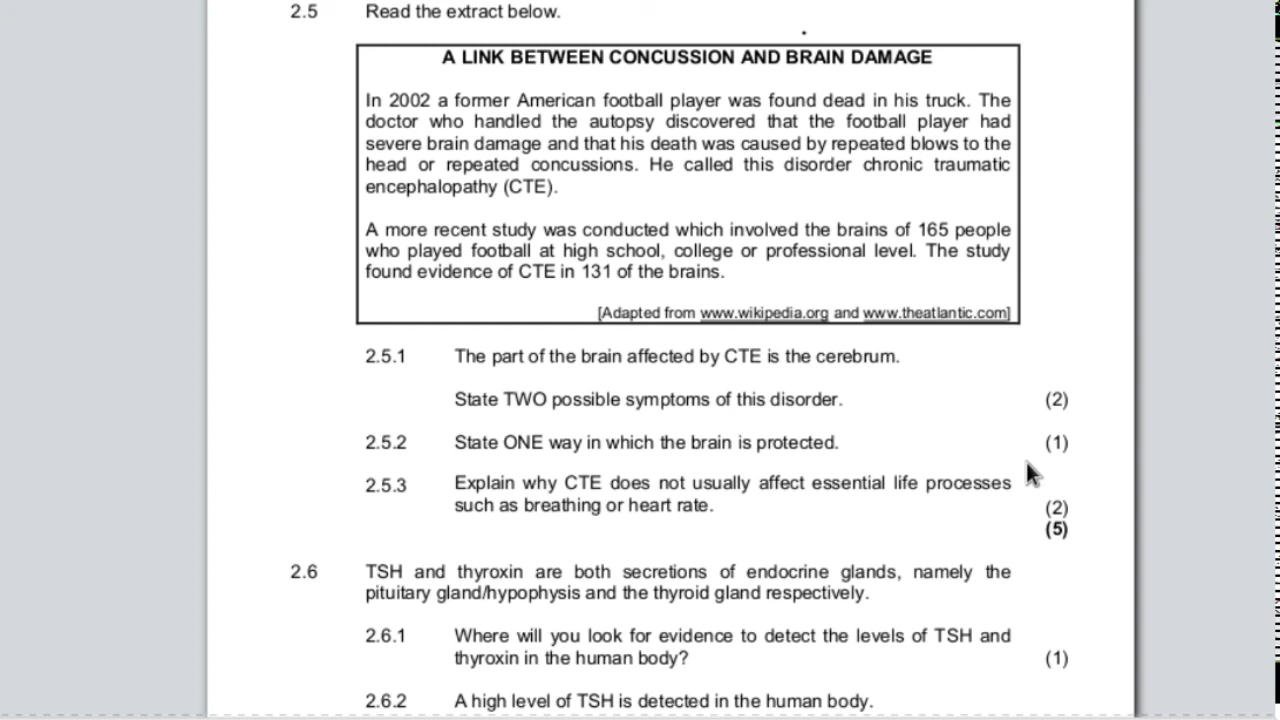 2.5 Read the extract below.
A LINK BETWEEN CONCUSSION AND BRAIN DAMAGE
In 2002 a former American football player was found dead in his truck. The
doctor who handled the autopsy discovered that the football player had
severe brain damage and that his death was caused by repeated blows to the
head or repeated concussions. He called this disorder chronic traumatic
encephalopathy (CTE).
A more recent study was conducted which involved the brains of 165 people
who played football at high school, college or professional level. The study
found evidence of CTE in 131 of the brains.
[Adapted from www.wikipedia.org and www.theatlantic.com]
2.5.1 The part of the brain affected by CTE is the cerebrum.
State TWO possible symptoms of this disorder. (2)
2.5.2 State ONE way in which the brain is protected. (1)
2.5.3 Explain why CTE does not usually affect essential life processes
such as breathing or heart rate. (2)
(5)
2.6 TSH and thyroxin are both secretions of endocrine glands, namely the
pituitary gland/hypophysis and the thyroid gland respectively.
2.6.1 Where will you look for evidence to detect the levels of TSH and
thyroxin in the human body? (1)
2.6.2 A high level of TSH is detected in the human body.